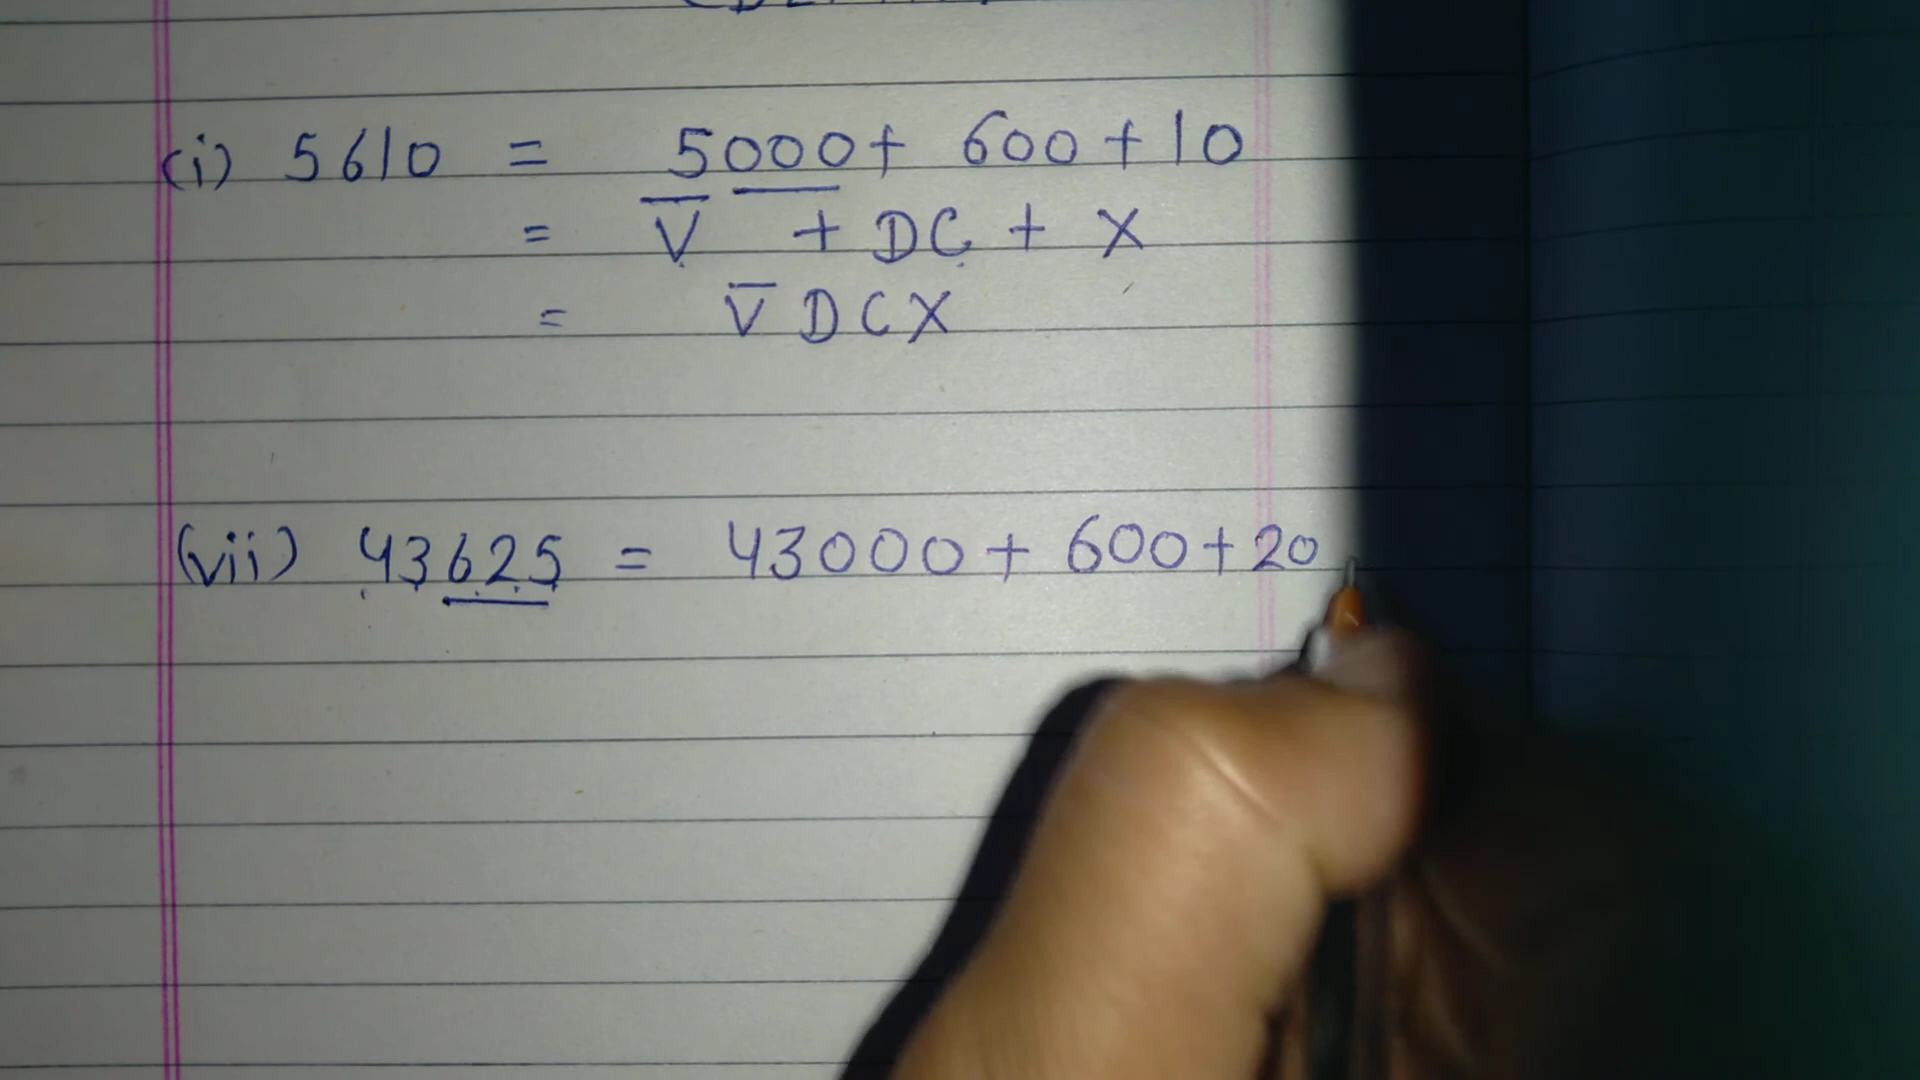 (i) 5610 = 5000 + 600 + 10
= V̅ + DC + X
= V̅DCX
(vii) 43625 = 43000 + 600 + 20